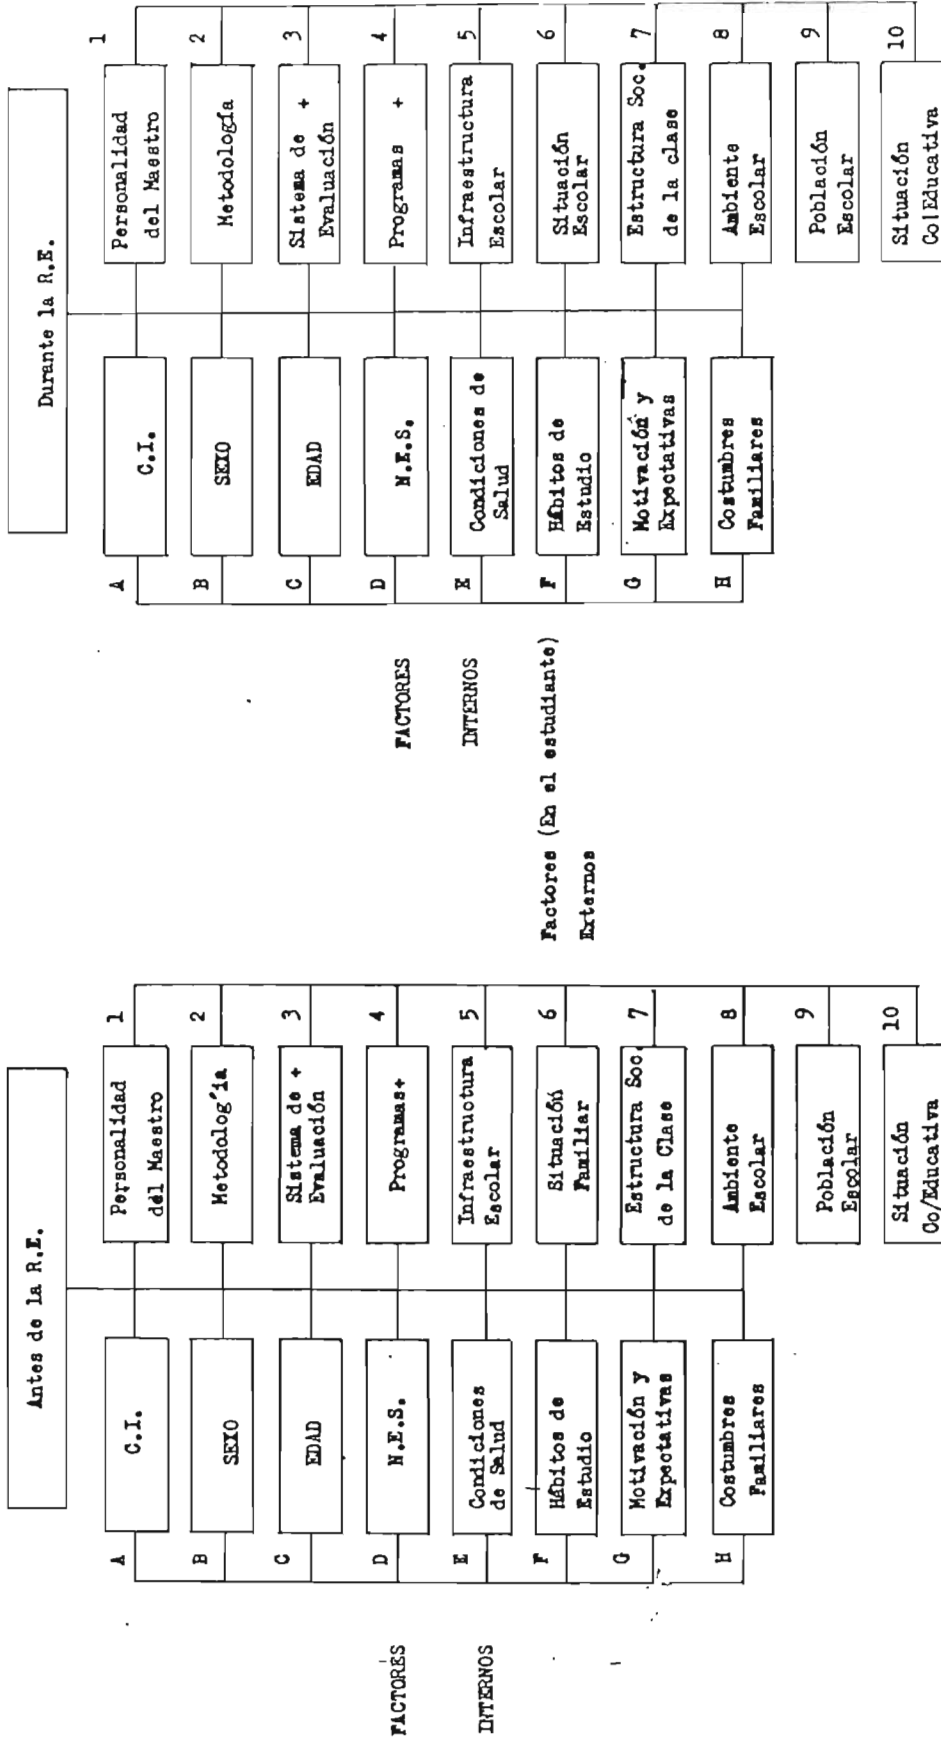 Antes de la R.E.
FACTORES
INTERNOS
A
C.I.
B
SEXO
C
EDAD
D
N.E.S.
E
Condiciones
de Salud
F
Hábitos de
Estudio
G
Motivación y
Expectativas
H
Costumbres
Familiares
Personalidad
dél Maestro
1
Metodolog'ia
2
Sistema de +
Evaluación
3
Programas+
4
Infraestructura
Escolar
5
Situación
Familiar
6
Estructura Soc.
de la Clase
7
Ambiente
Escolar
8
Población
Escolar
9
Situación
Co/Educativa
10
Factores (En el estudiante)
Externos
Durante la R.E.
FACTORES
INTERNOS
A
C.I.
B
SEXO
C
EDAD
D
N.E.S.
E
Condiciones de
Salud
F
Hábitos de
Estudio
G
Motivación y
Expectativas
H
Costumbres
Familiares
Personalidad
del Maestro
1
Metodología
2
Sistema de +
Evaluación
3
Programas +
4
Infraestructura
Escolar
5
Situación
Escolar
6
Estructura Soc.
de la clase
7
Ambiente
Escolar
8
Población
Escolar
9
Situación
Co|Educativa
10